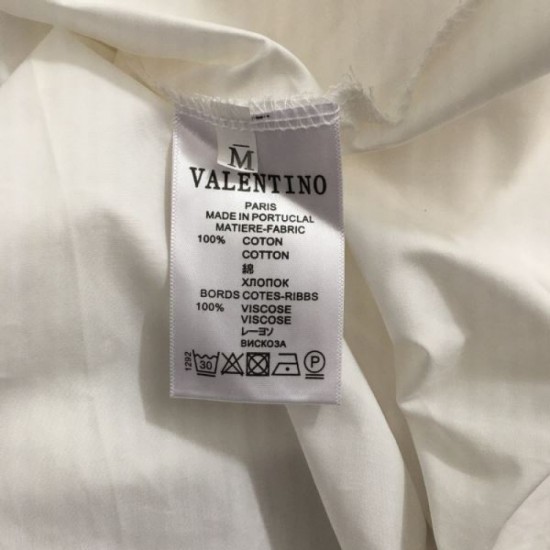 M
VALENTINO
PARIS
MADE IN PORTUCLAL
MATIERE-FABRIC
100% COTON
COTTON
綿
ХЛОПОК
BORDS COTES-RIBBS
100% VISCOSE
VISCOSE
レーヨン
ВИСКОЗА
1292
30
P